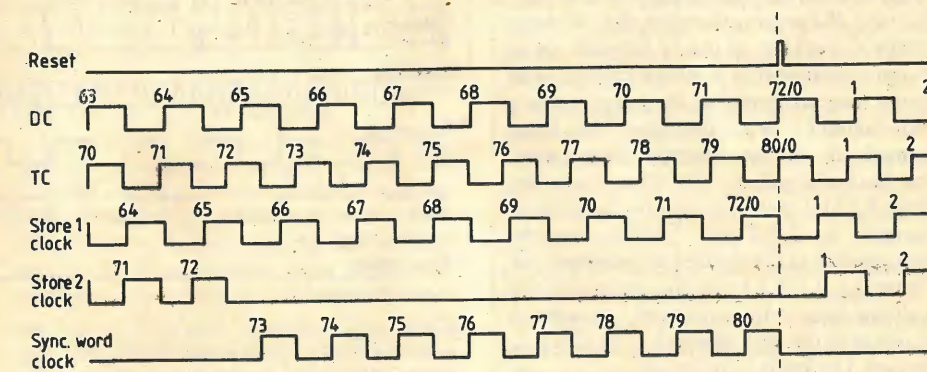 Reset
63 64 65 66 67 68 69 70 71 72/0 1 2
DC
70 71 72 73 74 75 76 77 78 79 80/0 1 2
TC
64 65 66 67 68 69 70 71 72/0 1 2
Store 1
clock
71 72 1 2
Store 2
clock
73 74 75 76 77 78 79 80
Sync. word
clock